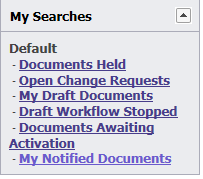 My Searches
Default
- Documents Held
- Open Change Requests
- My Draft Documents
- Draft Workflow Stopped
- Documents Awaiting
Activation
- My Notified Documents